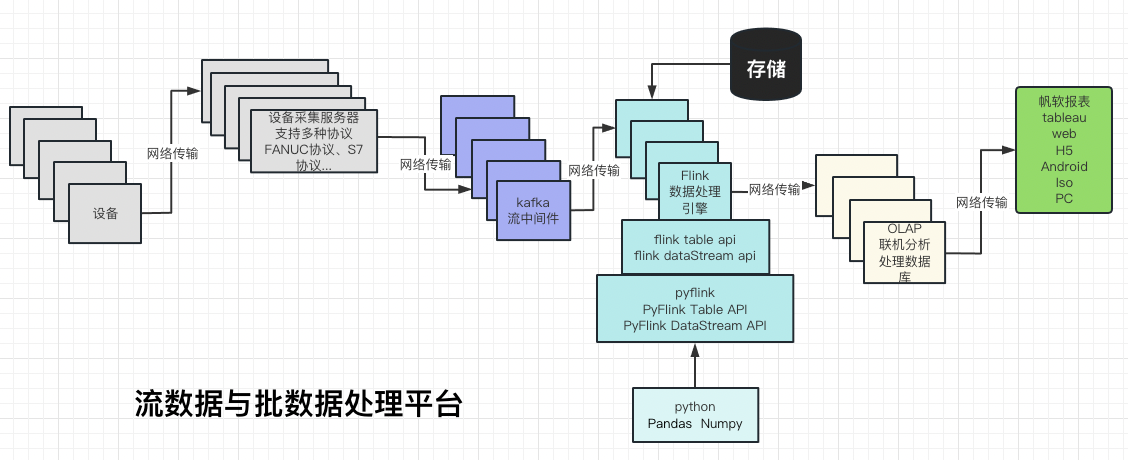 存储
设备采集服务器
支持多种协议
FANUC协议、S7
协议...
网络传输
设备
网络传输
kafka
流中间件
网络传输
Flink
数据处理
引擎
网络传输
flink table api
flink dataStream api
pyflink
PyFlink Table API
PyFlink DataStream API
python
Pandas Numpy
OLAP
联机分析
处理数据
库
网络传输
帆软报表
tableau
web
H5
Android
Iso
PC
流数据与批数据处理平台